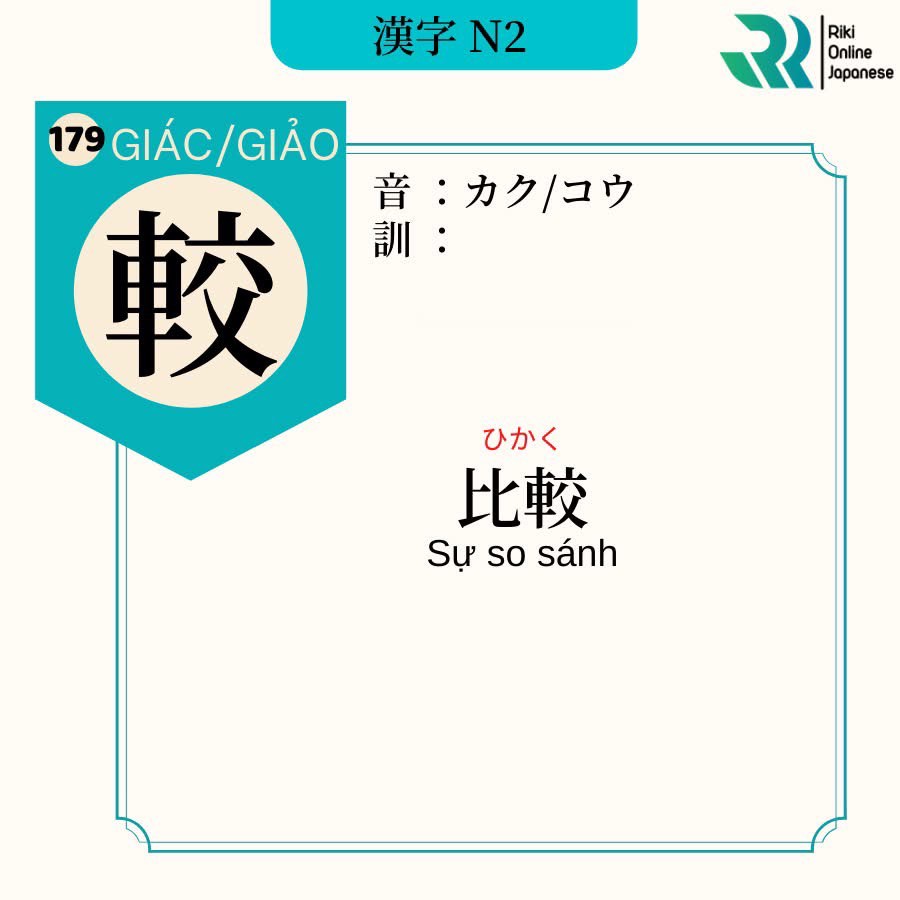 漢字 N2
Riki
Online
Japanese
179 GIÁC/GIẢO
較
音 ：カク/コウ
訓 ：
ひかく
比較
Sự so sánh